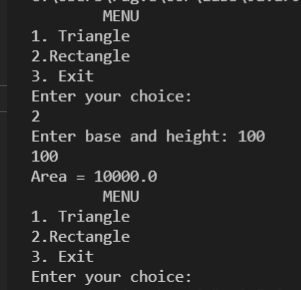 MENU
1. Triangle
2.Rectangle
3. Exit
Enter your choice:
2
Enter base and height: 100
100
Area = 10000.0
MENU
1. Triangle
2.Rectangle
3. Exit
Enter your choice: